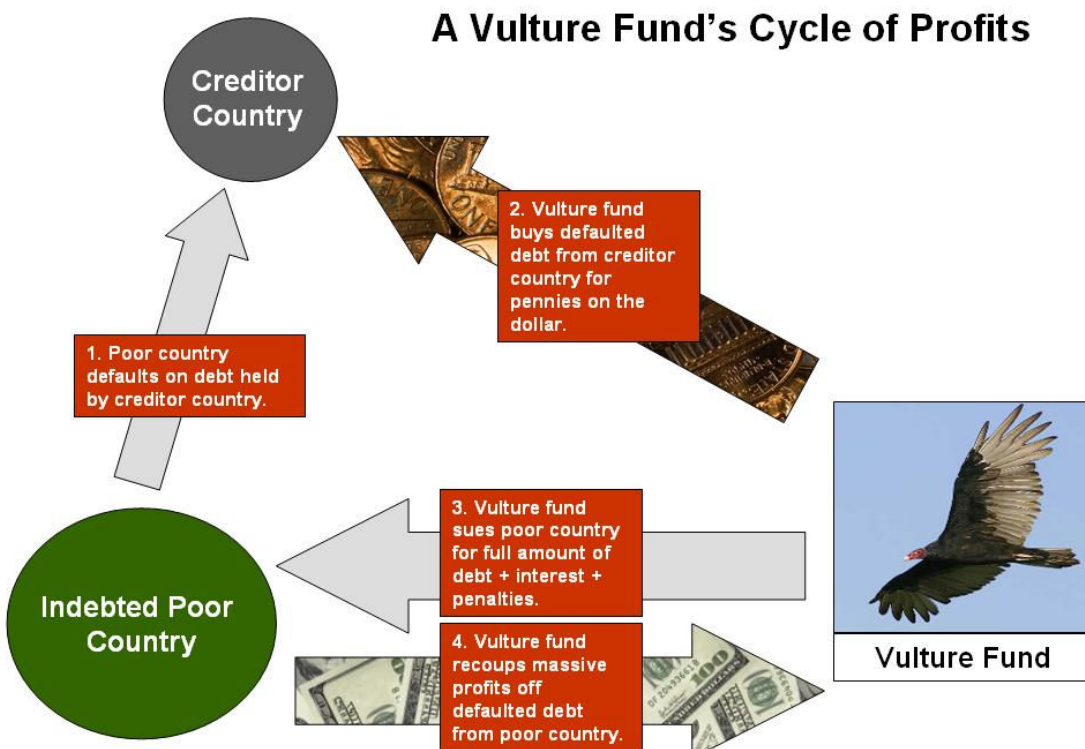 A Vulture Fund's Cycle of Profits
Creditor
Country
2. Vulture fund
buys defaulted
debt from creditor
country for
pennies on the
dollar.
1. Poor country
defaults on debt held
by creditor country.
3. Vulture fund
sues poor country
for full amount of
debt + interest +
penalties.
Indebted Poor
Country
4. Vulture fund
recoups massive
profits off
defaulted debt
from poor country.
Vulture Fund